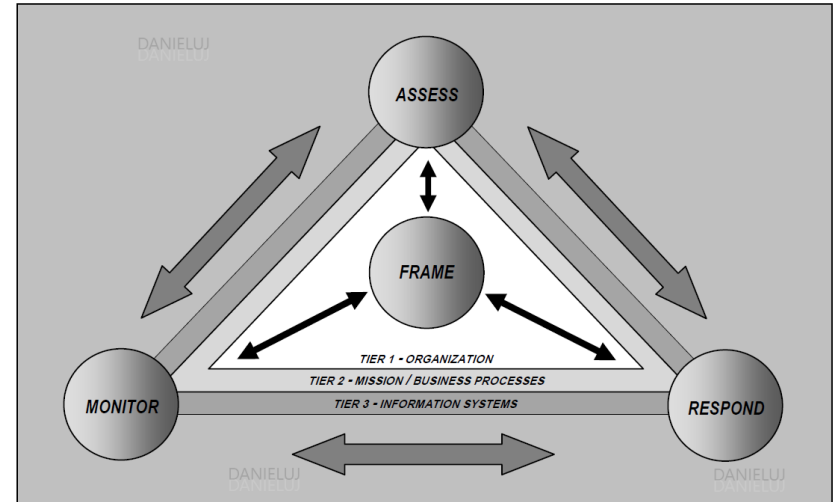 DANIELUJ
DANIELUJ
ASSESS
FRAME
TIER 1 - ORGANIZATION
TIER 2 - MISSION / BUSINESS PROCESSES
MONITOR
TIER 3 - INFORMATION SYSTEMS
RESPOND
DANIELUJ
DANIELUJ
DANIELUJ
DANIELUJ